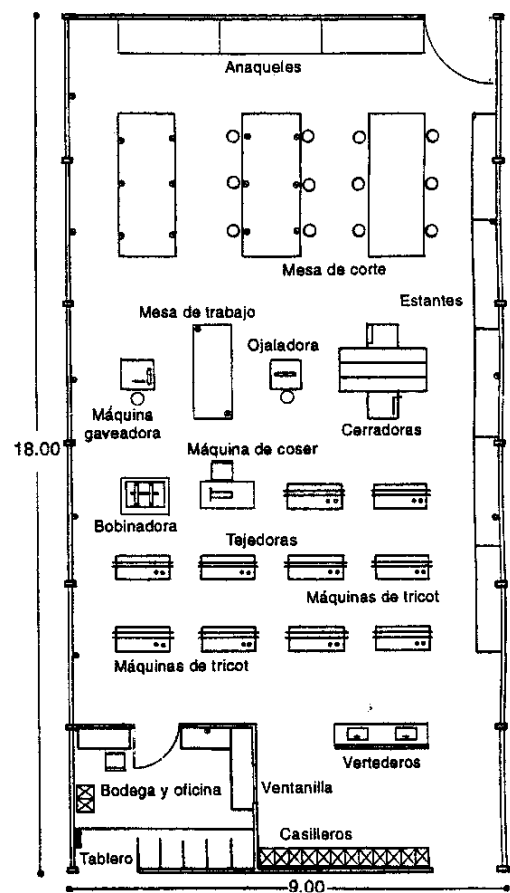 Anaqueles
Mesa de corte
Estantes
Mesa de trabajo
Ojaladora
Máquina
gaveadora
Cerradoras
18.00
Máquina de coser
Bobinadora
Tejedoras
Máquinas de tricot
Máquinas de tricot
Vertederos
Bodega y oficina
Ventanilla
Casilleros
Tablero
9.00